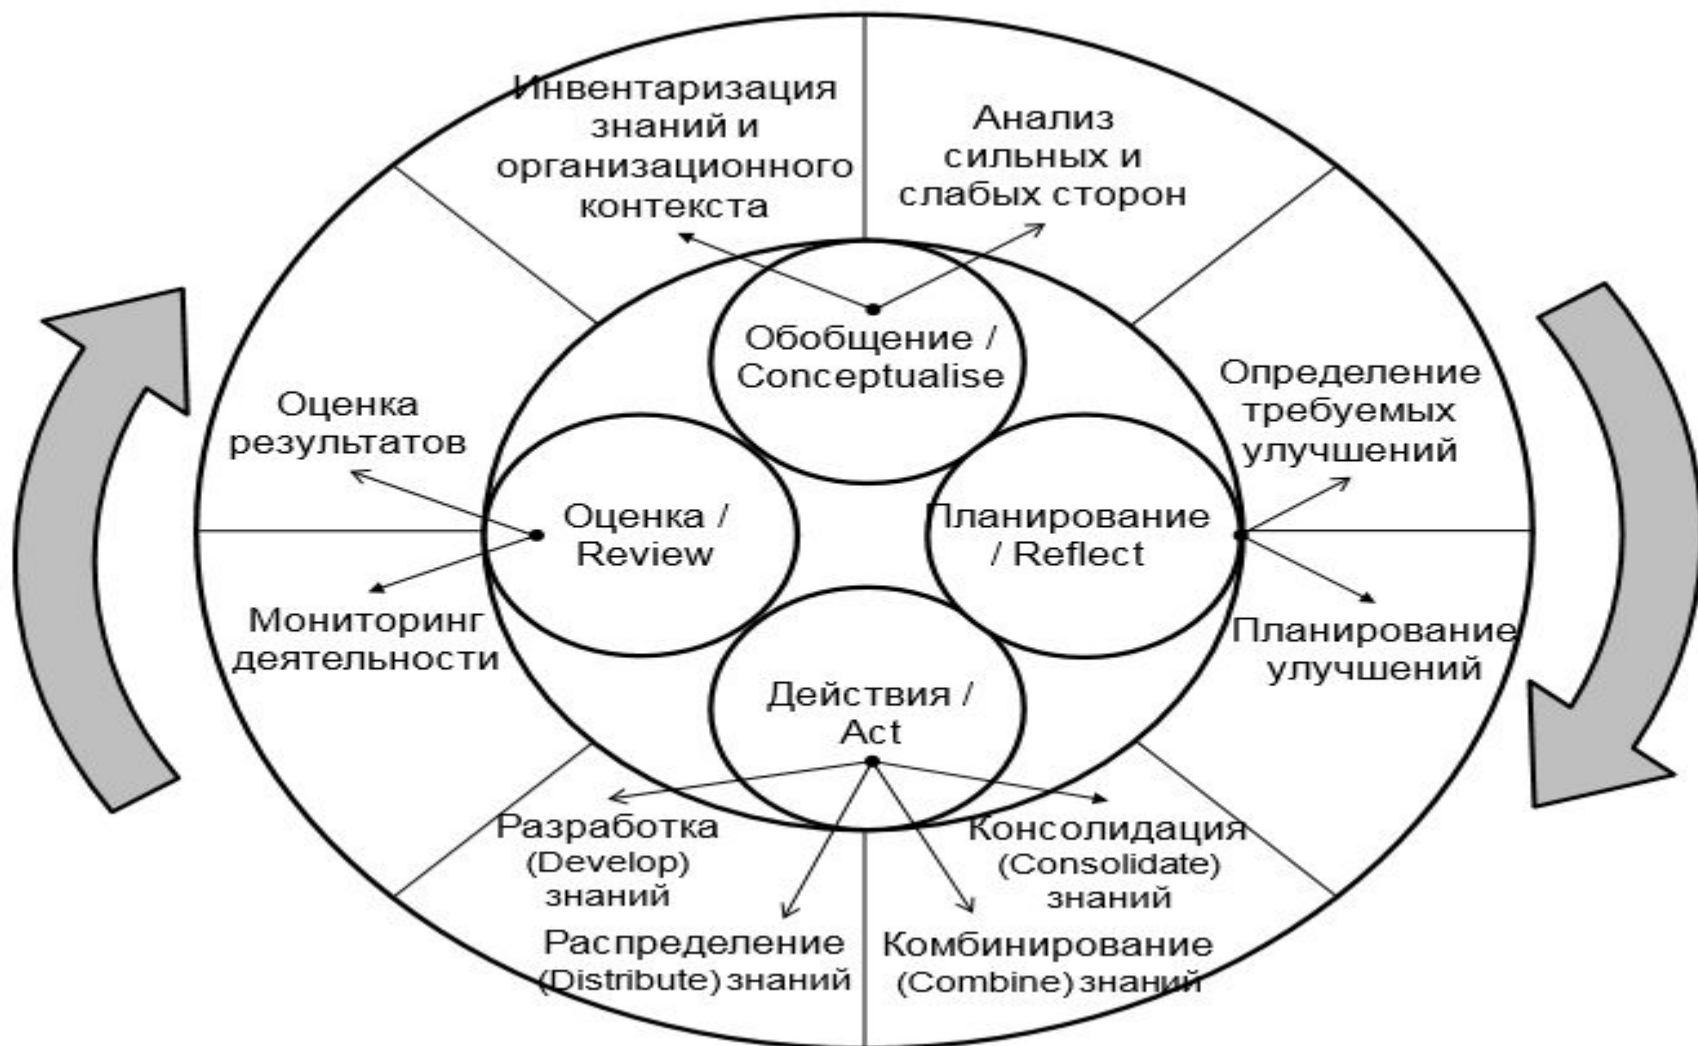 Инвентаризация
знаний и
организационного
контекста
Анализ
сильных и
слабых сторон
Обобщение /
Conceptualise
Определение
требуемых
улучшений
Оценка
результатов
Оценка /
Review
Планирование
/ Reflect
Мониторинг
деятельности
Планирование
улучшений
Действия /
Act
Разработка
(Develop)
знаний
Консолидация
(Consolidate)
знаний
Распределение
(Distribute) знаний
Комбинирование
(Combine) знаний